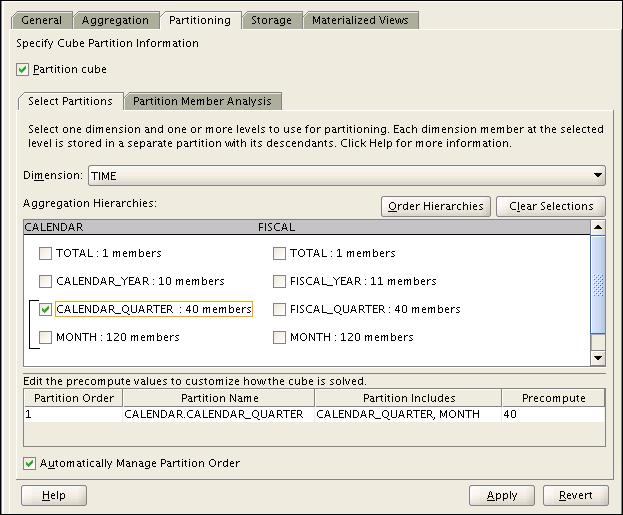 General Aggregation Partitioning Storage Materialized Views
Specify Cube Partition Information
Partition cube
Select Partitions Partition Member Analysis
Select one dimension and one or more levels to use for partitioning. Each dimension member at the selected
level is stored in a separate partition with its descendants. Click Help for more information.
Dimension: TIME
Aggregation Hierarchies: Order Hierarchies Clear Selections
CALENDAR FISCAL
TOTAL : 1 members TOTAL : 1 members
CALENDAR_YEAR : 10 members FISCAL_YEAR : 11 members
CALENDAR_QUARTER : 40 members FISCAL_QUARTER : 40 members
MONTH : 120 members MONTH : 120 members
Edit the precompute values to customize how the cube is solved.
Partition Order Partition Name Partition Includes Precompute
1 CALENDAR.CALENDAR_QUARTER CALENDAR_QUARTER, MONTH 40
Automatically Manage Partition Order
Help Apply Revert